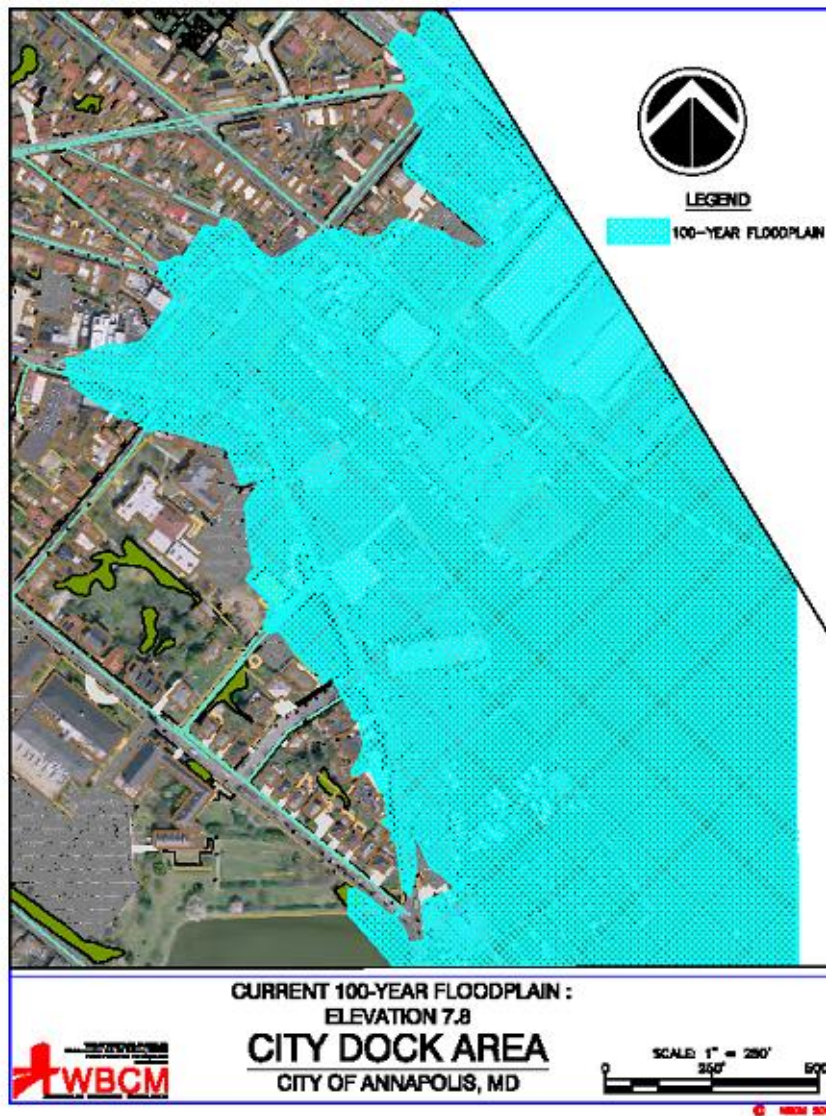 LEGEND
100-YEAR FLOODPLAIN
CURRENT 100-YEAR FLOODPLAIN :
ELEVATION 7.8
CITY DOCK AREA
CITY OF ANNAPOLIS, MD
WBCM
SCALE: 1" = 250'
0 250' 500